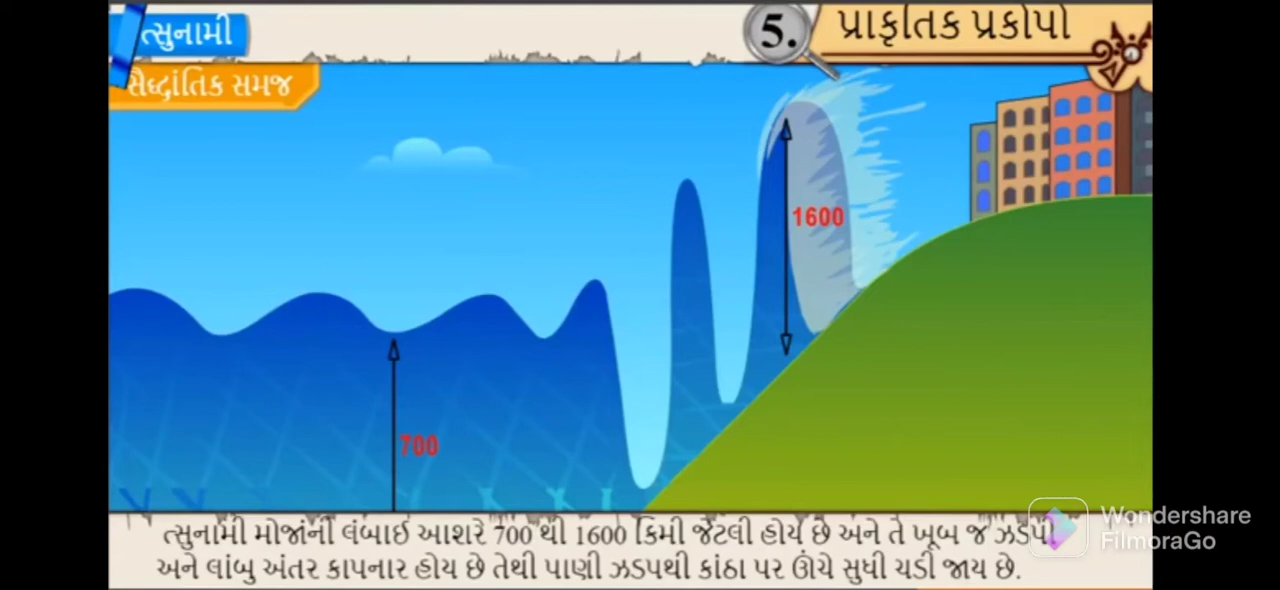 ત્સુનામી
5.
પ્રાકૃતિક પ્રકોપો
સૈદ્ધાંતિક સમજ
1600
700
ત્સુનામી મોજાંની લંબાઈ આશરે 700 થી 1600 કિમી જેટલી હોય છે અને તે ખૂબ જ ઝડપી
અને લાંબુ અંતર કાપનાર હોય છે તેથી પાણી ઝડપથી કાંઠા પર ઊંચે સુધી ચડી જાય છે.
Wondershare
FilmoraGo